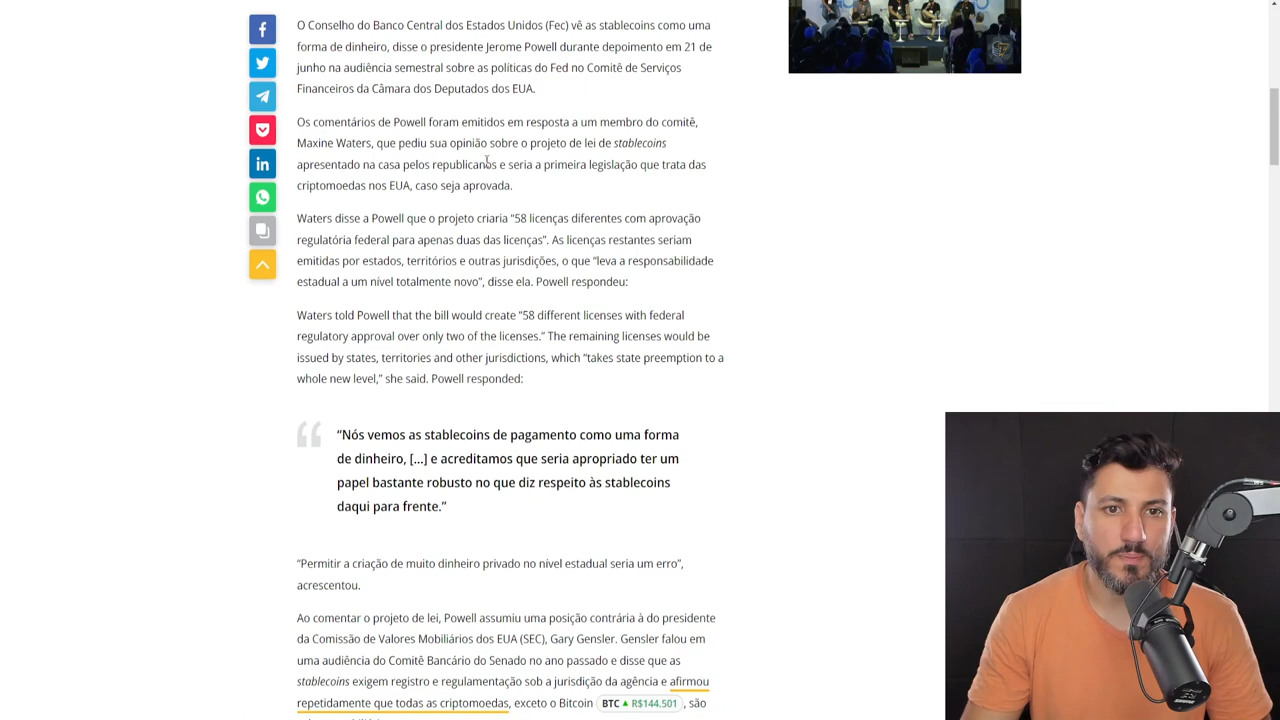 O Conselho do Banco Central dos Estados Unidos (Fec) vê as stablecoins como uma
forma de dinheiro, disse o presidente Jerome Powell durante depoimento em 21 de
junho na audiência semestral sobre as políticas do Fed no Comitê de Serviços
Financeiros da Câmara dos Deputados dos EUA.
Os comentários de Powell foram emitidos em resposta a um membro do comitê,
Maxine Waters, que pediu sua opinião sobre o projeto de lei de stablecoins
apresentado na casa pelos republicanos e seria a primeira legislação que trata das
criptomoedas nos EUA, caso seja aprovada.
Waters disse a Powell que o projeto criaria “58 licenças diferentes com aprovação
regulatória federal para apenas duas das licenças”. As licenças restantes seriam
emitidas por estados, territórios e outras jurisdições, o que “leva a responsabilidade
estadual a um nível totalmente novo”, disse ela. Powell respondeu:
Waters told Powell that the bill would create “58 different licenses with federal
regulatory approval over only two of the licenses.” The remaining licenses would be
issued by states, territories and other jurisdictions, which “takes state preemption to a
whole new level,” she said. Powell responded:
“Nós vemos as stablecoins de pagamento como uma forma
de dinheiro, [...] e acreditamos que seria apropriado ter um
papel bastante robusto no que diz respeito às stablecoins
daqui para frente.”
“Permitir a criação de muito dinheiro privado no nível estadual seria um erro”,
acrescentou.
Ao comentar o projeto de lei, Powell assumiu uma posição contrária à do presidente
da Comissão de Valores Mobiliários dos EUA (SEC), Gary Gensler. Gensler falou em
uma audiência do Comitê Bancário do Senado no ano passado e disse que as
stablecoins exigem registro e regulamentação sob a jurisdição da agência e afirmou
repetidamente que todas as criptomoedas, exceto o Bitcoin BTC R$144.501, são